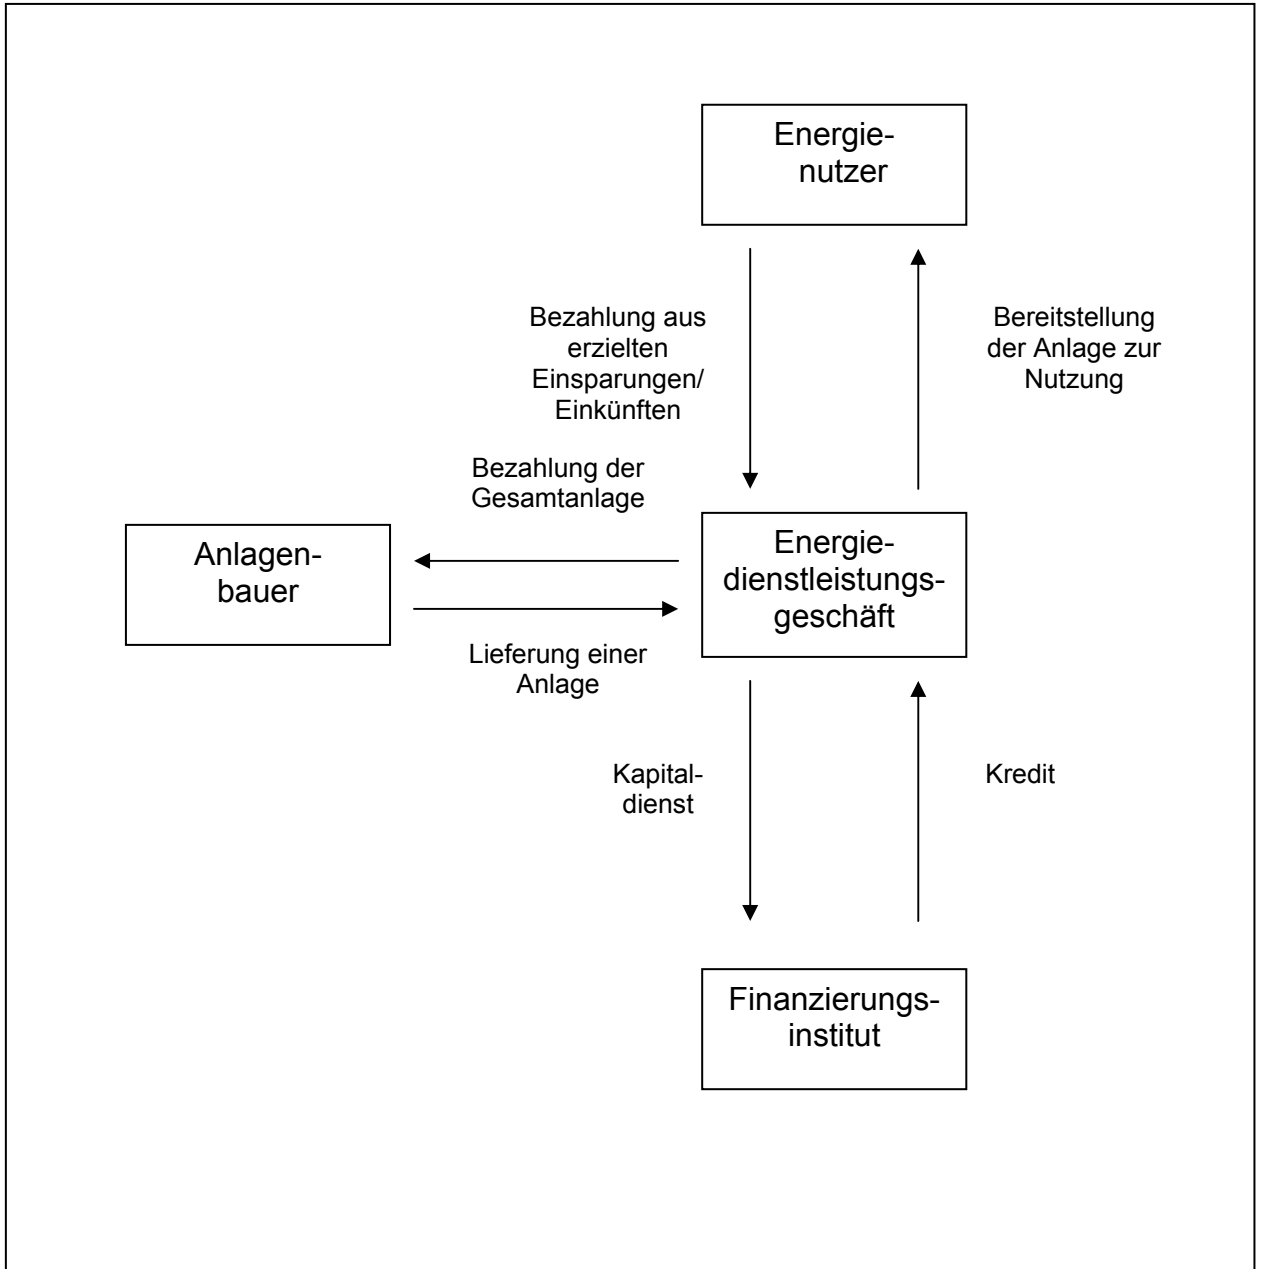 Energie-
nutzer
Bezahlung aus
erzielten
Einsparungen/
Einkünften
Bereitstellung
der Anlage zur
Nutzung
Bezahlung der
Gesamtanlage
Anlagen-
bauer
Energie-
dienstleistungs-
geschäft
Lieferung einer
Anlage
Kapital-
dienst
Kredit
Finanzierungs-
institut